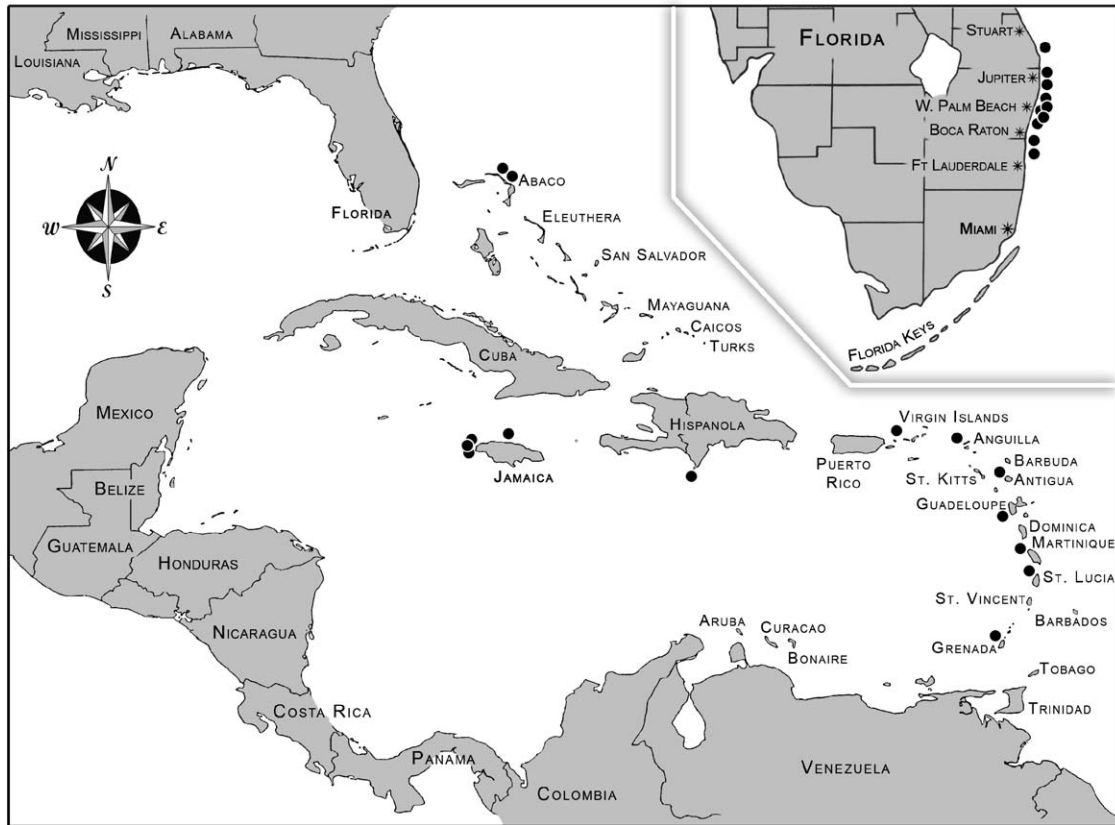 Mississippi
Alabama
Louisiana
Florida
N
W
E
S
Abaco
Eleuthera
San Salvador
Mayaguana
Caicos
Turks
Cuba
Mexico
Belize
Guatemala
Honduras
Nicaragua
Costa Rica
Panama
Colombia
Venezuela
Jamaica
Hispanola
Puerto
Rico
Virgin Islands
Anguilla
Barbuda
St. Kitts
Antigua
Guadeloupe
Dominica
Martinique
St. Lucia
St. Vincent
Barbados
Grenada
Aruba
Curacao
Bonaire
Tobago
Trinidad
Florida
Stuart
Jupiter
W. Palm Beach
Boca Raton
Ft Lauderdale
Miami
Florida Keys